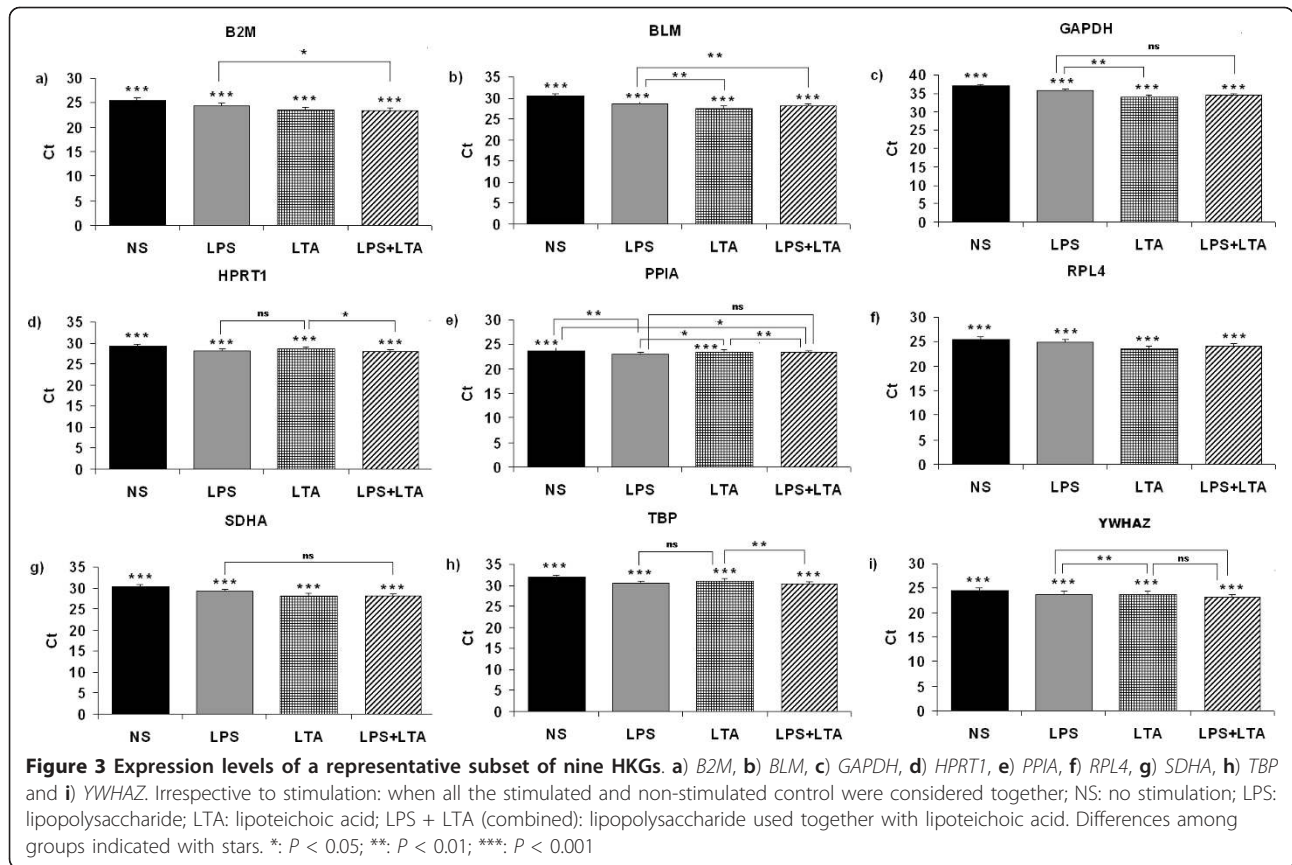 B2M
BLM
GAPDH
a)
b)
c)
Ct
30
25
20
15
10
5
0
*** *** *** ***
*
NS LPS LTA LPS+LTA
Ct
35
30
25
20
15
10
5
0
*** *** *** ***
**
**
NS LPS LTA LPS+LTA
Ct
40
35
30
25
20
15
10
5
0
*** *** *** ***
**
ns
NS LPS LTA LPS+LTA
HPRT1
PPIA
RPL4
d)
e)
f)
Ct
35
30
25
20
15
10
5
0
*** *** *** ***
ns
*
NS LPS LTA LPS+LTA
Ct
30
25
20
15
10
5
0
ns
**
*
*
**
*** ***
NS LPS LTA LPS+LTA
Ct
30
25
20
15
10
5
0
*** *** *** ***
NS LPS LTA LPS+LTA
SDHA
TBP
YWHAZ
g)
h)
i)
Ct
35
30
25
20
15
10
5
0
*** *** *** ***
ns
NS LPS LTA LPS+LTA
Ct
35
30
25
20
15
10
5
0
*** *** *** ***
ns
**
NS LPS LTA LPS+LTA
Ct
30
25
20
15
10
5
0
*** *** *** ***
**
ns
NS LPS LTA LPS+LTA
Figure 3 Expression levels of a representative subset of nine HKGs. a) B2M, b) BLM, c) GAPDH, d) HPRT1, e) PPIA, f) RPL4, g) SDHA, h) TBP
and i) YWHAZ. Irrespective to stimulation: when all the stimulated and non-stimulated control were considered together; NS: no stimulation; LPS:
lipopolysaccharide; LTA: lipoteichoic acid; LPS + LTA (combined): lipopolysaccharide used together with lipoteichoic acid. Differences among
groups indicated with stars. *: P < 0.05; **: P < 0.01; ***: P < 0.001